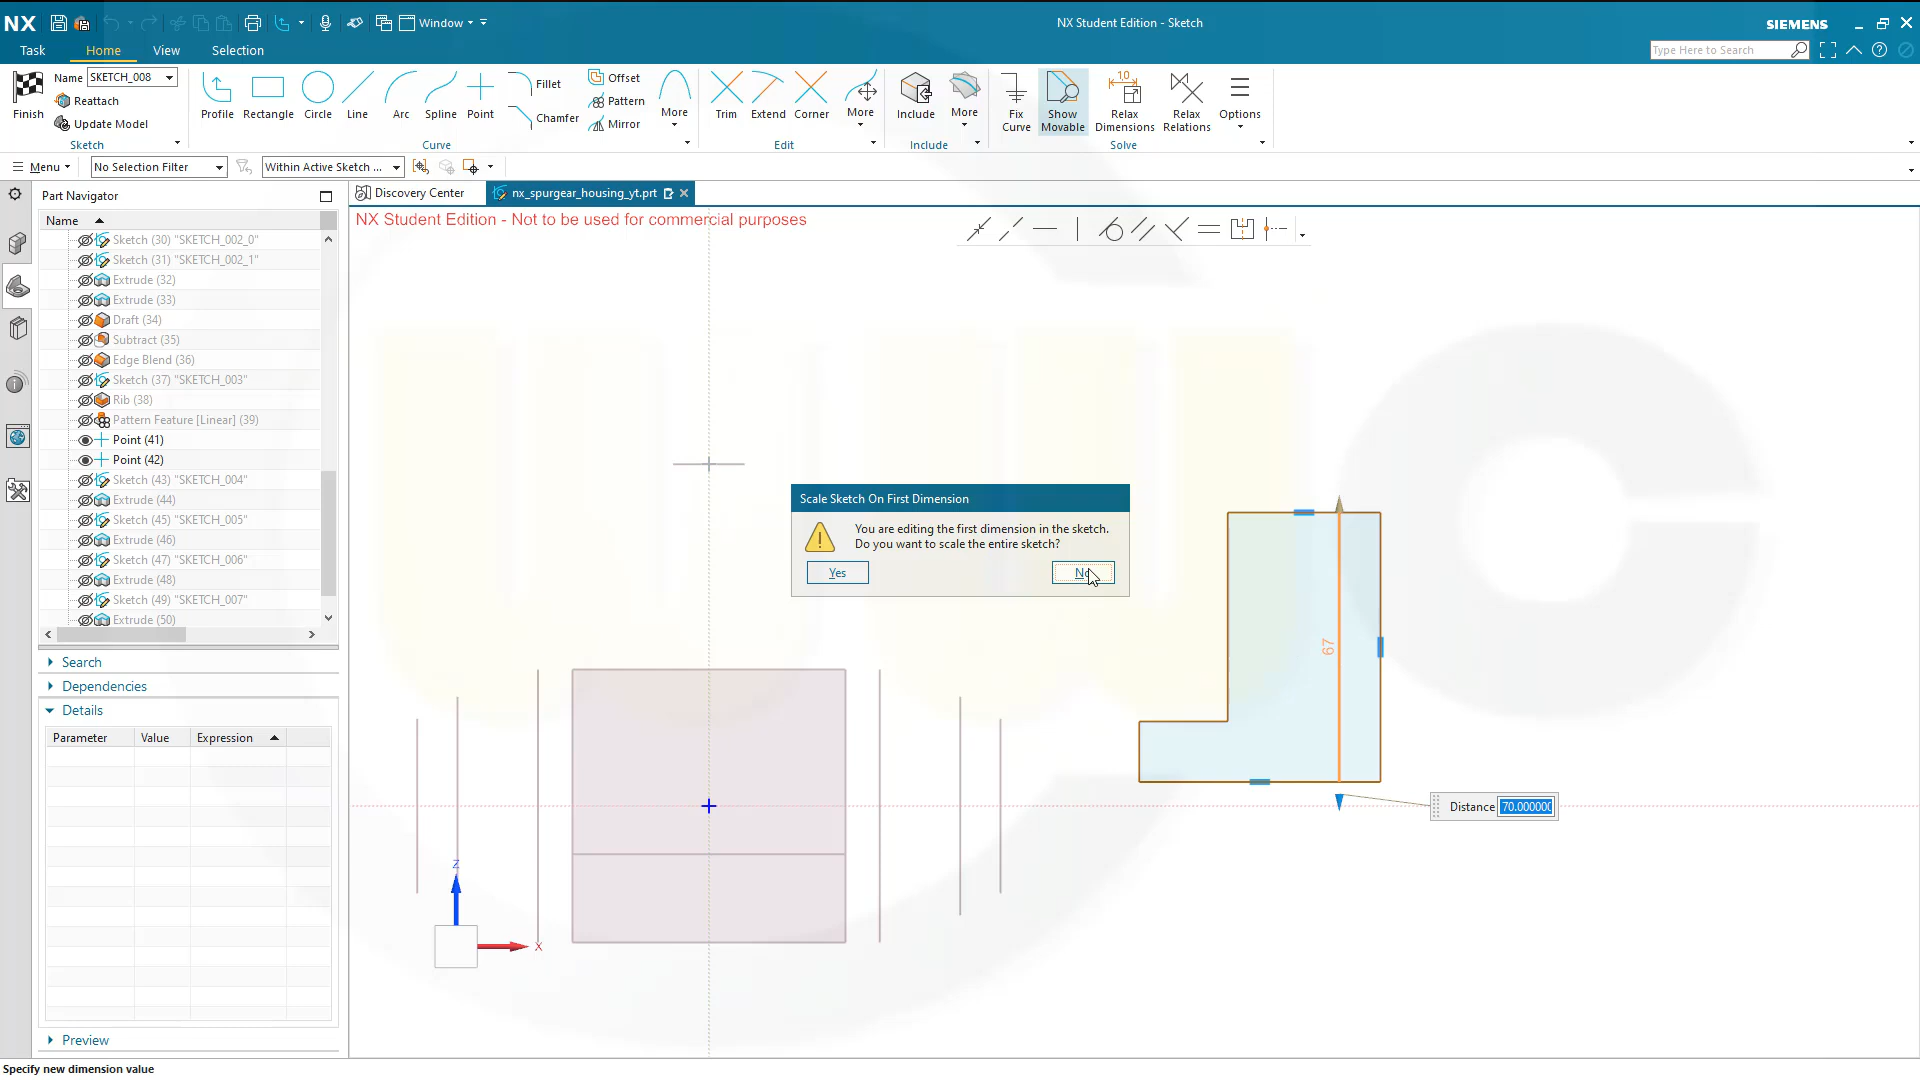 NX
Window
NX Student Edition - Sketch
SIEMENS
Task
Home
View
Selection
Type Here to Search
Finish
Name SKETCH_008
Reattach
Update Model
Sketch
Profile
Rectangle
Circle
Line
Arc
Spline
Point
Fillet
Chamfer
Offset
Pattern
Mirror
More
Curve
Trim
Extend
Corner
More
Edit
Include
More
Include
Fix
Curve
Show
Movable
1,0
Relax
Dimensions
Relax
Relations
Options
Solve
Menu
No Selection Filter
Within Active Sketch ...
Part Navigator
Discovery Center
nx_spurgear_housing_yt.prt
Name
NX Student Edition - Not to be used for commercial purposes
Sketch (30) "SKETCH_002_0"
Sketch (31) "SKETCH_002_1"
Extrude (32)
Extrude (33)
Draft (34)
Subtract (35)
Edge Blend (36)
Sketch (37) "SKETCH_003"
Rib (38)
Pattern Feature [Linear] (39)
Point (41)
Point (42)
Sketch (43) "SKETCH_004"
Extrude (44)
Sketch (45) "SKETCH_005"
Extrude (46)
Sketch (47) "SKETCH_006"
Extrude (48)
Sketch (49) "SKETCH_007"
Extrude (50)
Search
Dependencies
Details
Parameter
Value
Expression
Preview
Scale Sketch On First Dimension
You are editing the first dimension in the sketch.
Do you want to scale the entire sketch?
Yes
No
67
Distance 70.000000
Z
X
Specify new dimension value